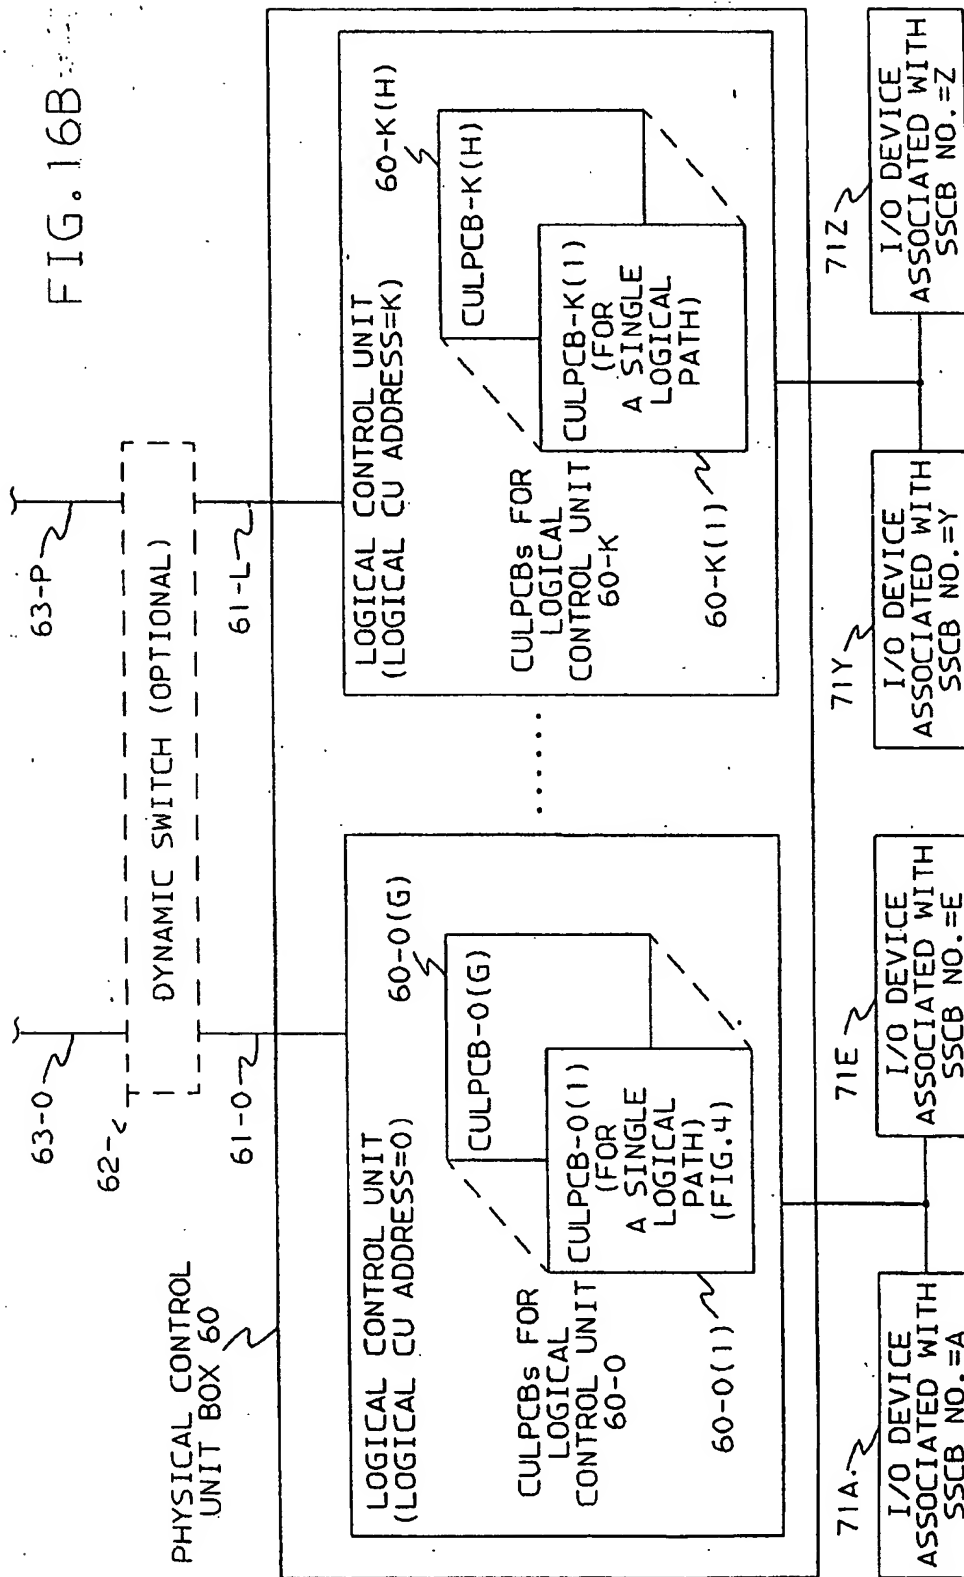 FIG. 16B
63-0
63-P
62
DYNAMIC SWITCH (OPTIONAL)
61-0
61-L
PHYSICAL CONTROL
UNIT BOX 60
LOGICAL CONTROL UNIT
(LOGICAL CU ADDRESS=0)
60-0(G)
CULPCB-0(G)
CULPCBs FOR
LOGICAL
CONTROL UNIT
60-0
CULPCB-0(1)
(FOR
A SINGLE
LOGICAL
PATH)
(FIG.4)
60-0(1)
LOGICAL CONTROL UNIT
(LOGICAL CU ADDRESS=K)
60-K(H)
CULPCB-K(H)
CULPCBs FOR
LOGICAL
CONTROL UNIT
60-K
CULPCB-K(1)
(FOR
A SINGLE
LOGICAL
PATH)
60-K(1)
71A
I/O DEVICE
ASSOCIATED WITH
SSCB NO.=A
71E
I/O DEVICE
ASSOCIATED WITH
SSCB NO.=E
71Y
I/O DEVICE
ASSOCIATED WITH
SSCB NO.=Y
71Z
I/O DEVICE
ASSOCIATED WITH
SSCB NO.=Z